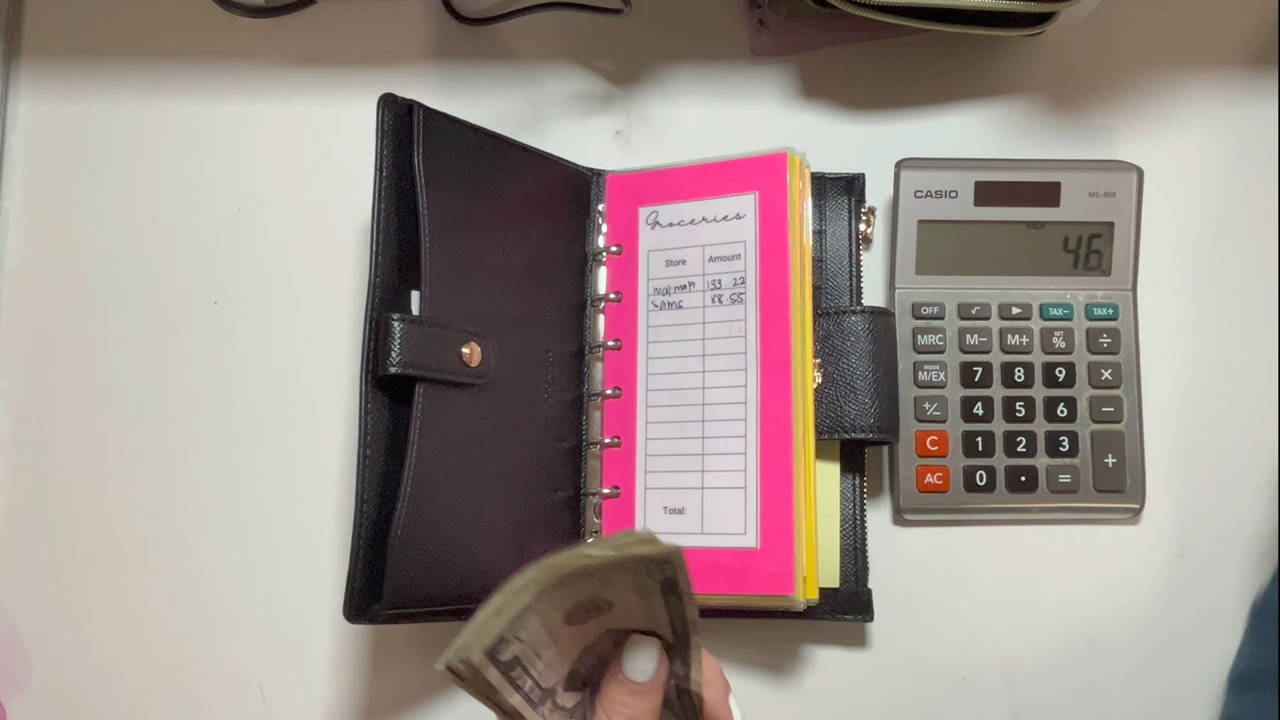 Groceries
Store Amount
walmart 133.22
sams 88.55
Total:
CASIO
MS-80B
46.
OFF √ ▶ TAX- TAX+
MRC M- M+ % ÷
MODE
M/EX 7 8 9 ×
+/- 4 5 6 −
C 1 2 3 +
AC 0 · =